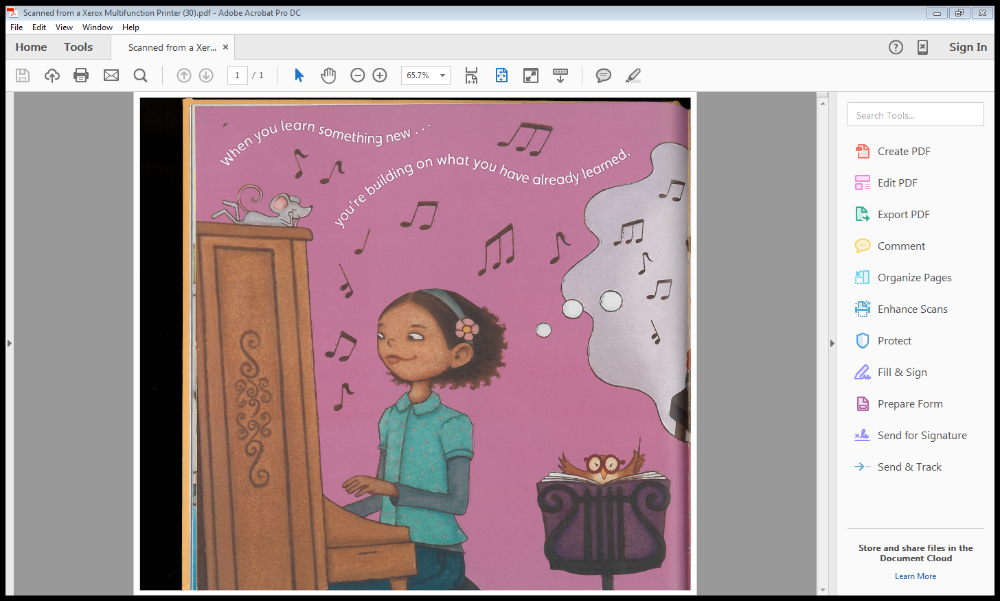 Scanned from a Xerox Multifunction Printer (30).pdf - Adobe Acrobat Pro DC
File Edit View Window Help
Home Tools Scanned from a Xer... × ? Sign In
1 / 1 65.7%
When you learn something new . . .
you're building on what you have already learned.
Search Tools...
Create PDF
Edit PDF
Export PDF
Comment
Organize Pages
Enhance Scans
Protect
Fill & Sign
Prepare Form
Send for Signature
Send & Track
Store and share files in the
Document Cloud
Learn More